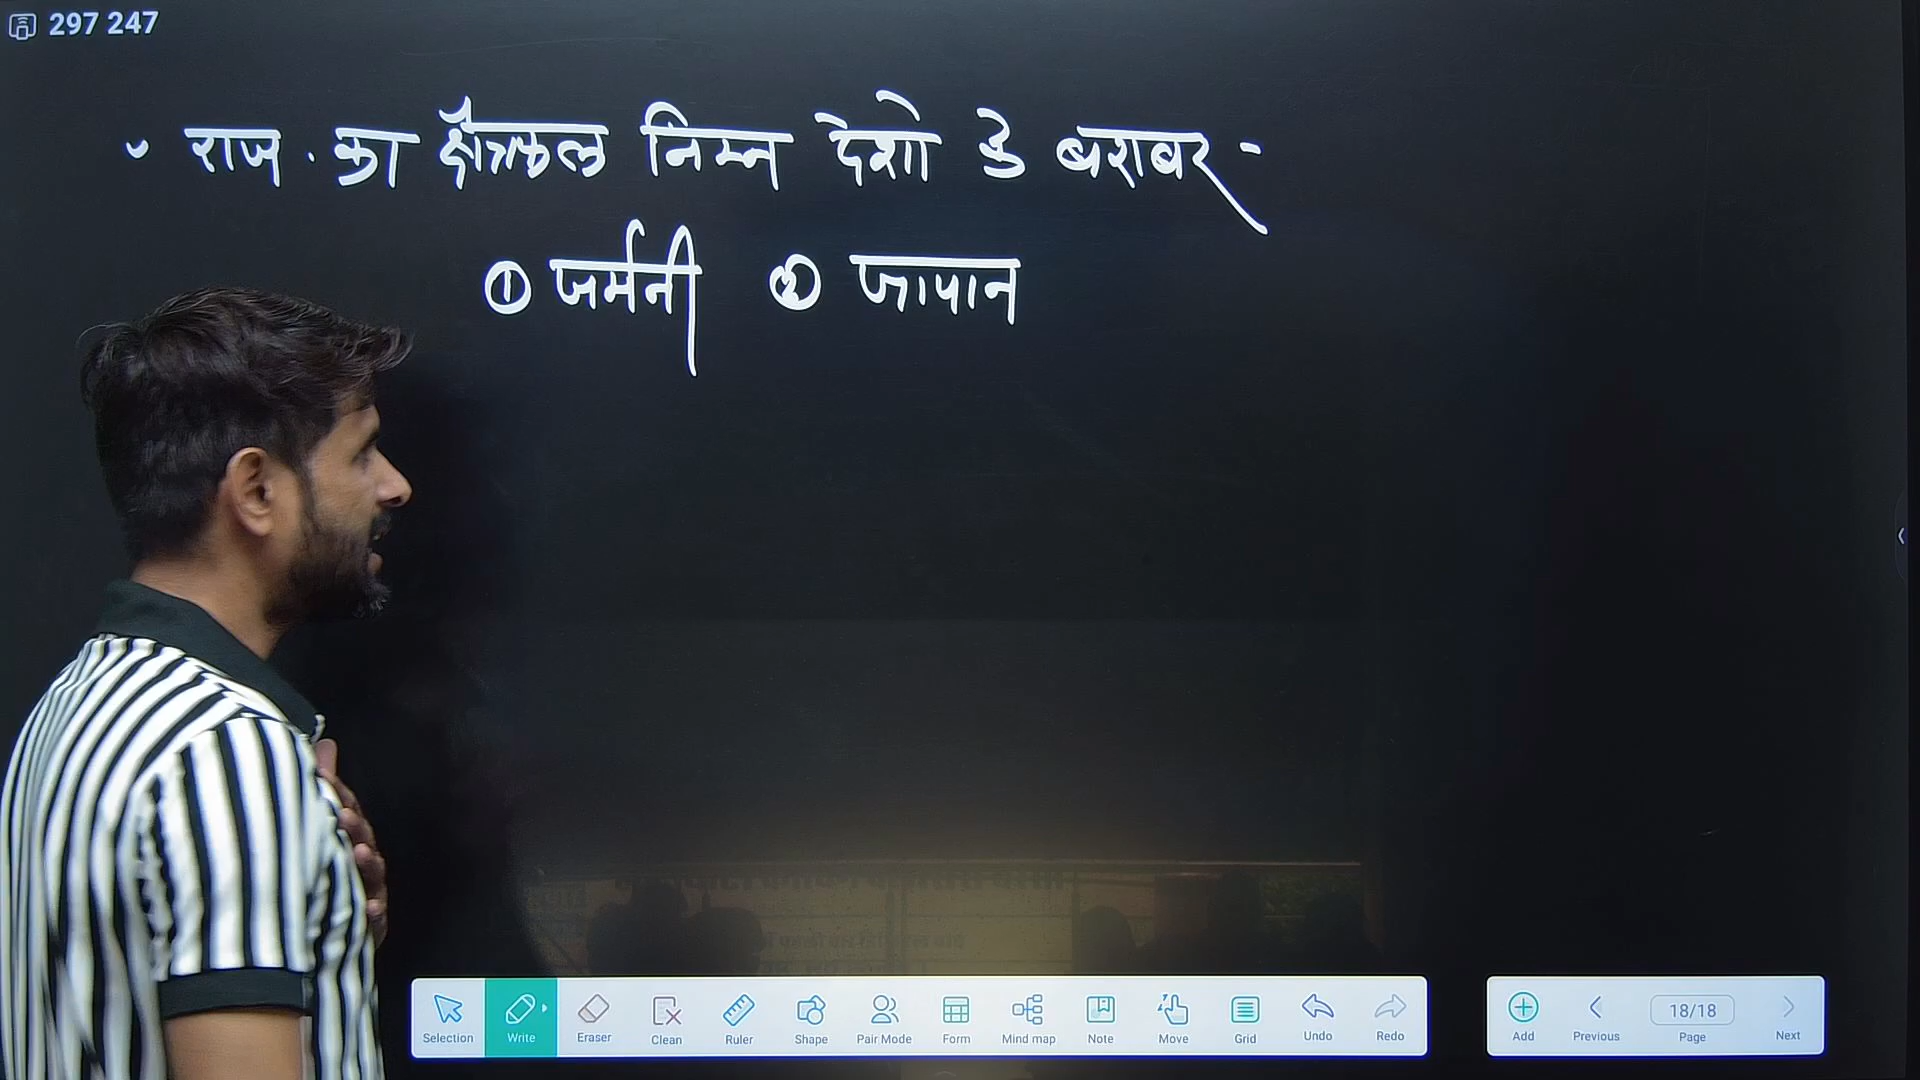 297 247
राज. का क्षेत्रफल निम्न देशो के बराबर -
① जर्मनी ② जापान
Selection Write Eraser Clean Ruler Shape Pair Mode Form Mind map Note Move Grid Undo Redo Add Previous 18/18 Page Next